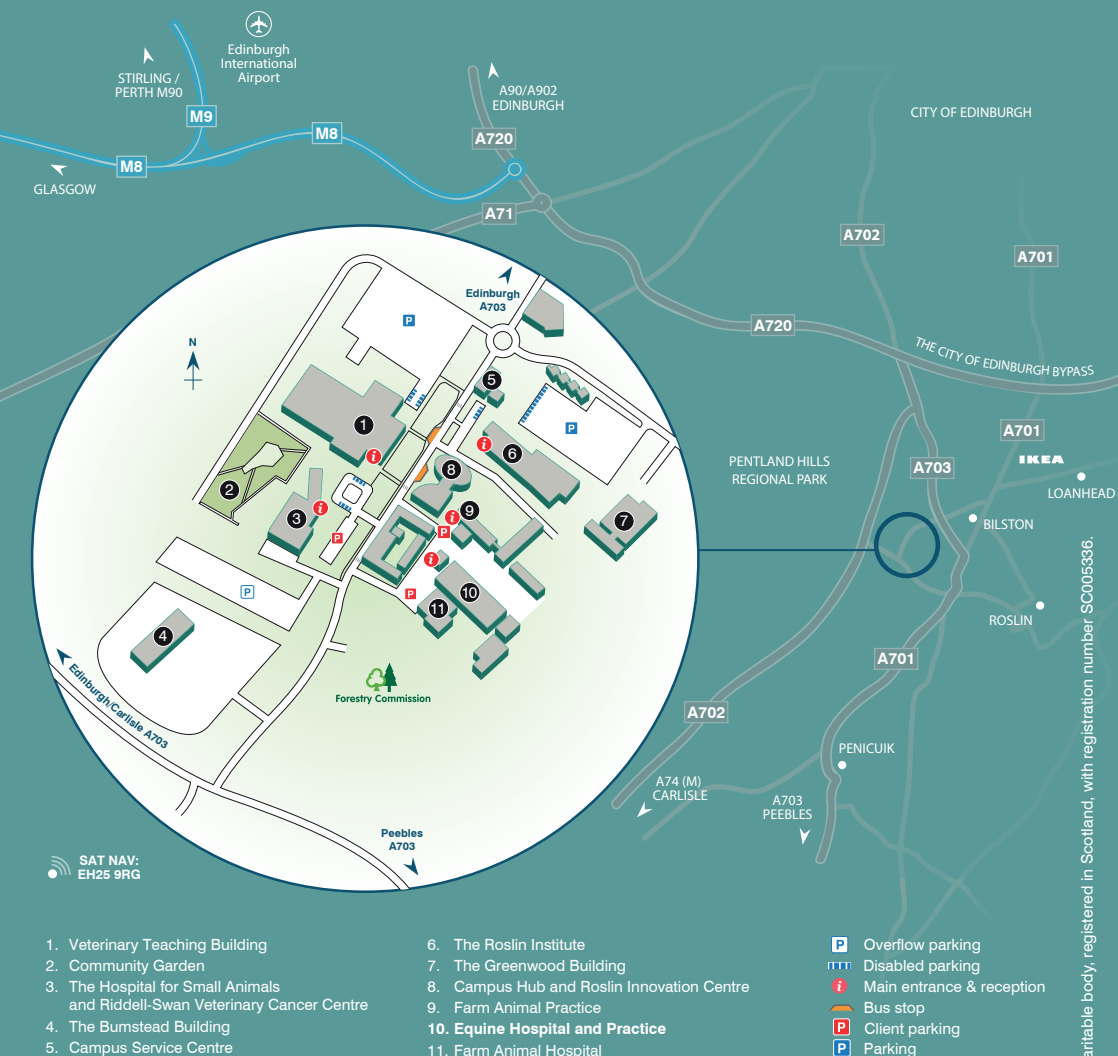 Edinburgh
International
Airport
STIRLING /
PERTH M90
A90/A902
EDINBURGH
CITY OF EDINBURGH
M9
M8
A720
M8
GLASGOW
A71
A702
A701
Edinburgh
A703
P
A720
THE CITY OF EDINBURGH BYPASS
N
5
1
P
i
i
6
A701
IKEA
8
PENTLAND HILLS
REGIONAL PARK
A703
LOANHEAD
2
i
3
9
i
7
BILSTON
P
P
i
10
P
P
11
ROSLIN
4
A701
Forestry Commission
Edinburgh/Carlisle A703
A702
PENICUIK
A74 (M)
CARLISLE
A703
PEEBLES
Peebles
A703
SAT NAV:
EH25 9RG
aritable body, registered in Scotland, with registration number SC005336.
1. Veterinary Teaching Building
2. Community Garden
3. The Hospital for Small Animals
and Riddell-Swan Veterinary Cancer Centre
4. The Bumstead Building
5. Campus Service Centre
6. The Roslin Institute
7. The Greenwood Building
8. Campus Hub and Roslin Innovation Centre
9. Farm Animal Practice
10. Equine Hospital and Practice
11. Farm Animal Hospital
P Overflow parking
Disabled parking
i Main entrance & reception
Bus stop
P Client parking
P Parking